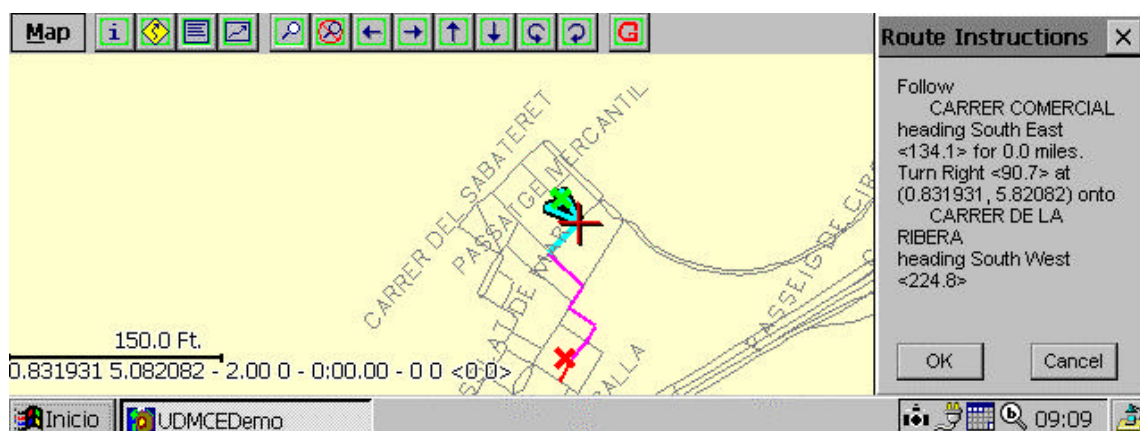 Map
i
G
Route Instructions
Follow
CARRER COMERCIAL
heading South East
<134.1> for 0.0 miles.
Turn Right <90.7> at
(0.831931, 5.82082) onto
CARRER DE LA
RIBERA
heading South West
<224.8>
OK Cancel
CARRER DEL SABATERET
PASSATGE MERCANTIL
PASSEIG DE CIR
150.0 Ft.
0.831931 5.082082 - 2.00 0 - 0:00.00 - 0 0 <0 0>
Inicio
UDMCEDemo
09:09